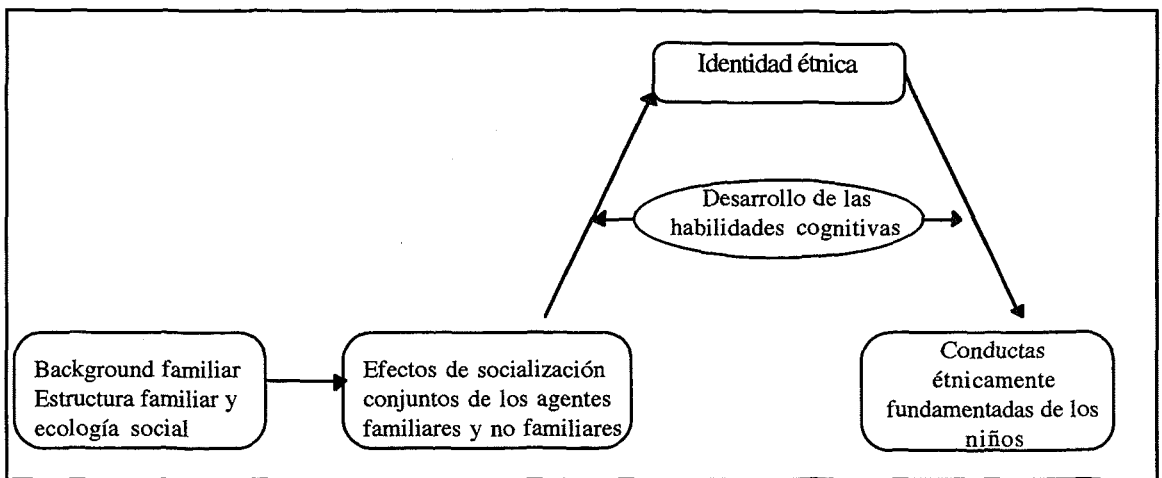 Identidad étnica
Desarrollo de las
habilidades cognitivas
Background familiar
Estructura familiar y
ecología social
Efectos de socialización
conjuntos de los agentes
familiares y no familiares
Conductas
étnicamente
fundamentadas de los
niños